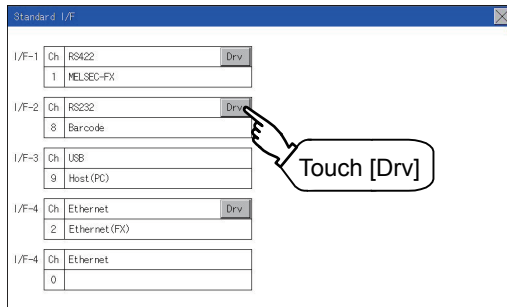 Standard I/F
I/F-1 Ch RS422 Drv
1 MELSEC-FX
I/F-2 Ch RS232 Drv
8 Barcode
I/F-3 Ch USB
9 Host(PC)
I/F-4 Ch Ethernet Drv
2 Ethernet(FX)
I/F-4 Ch Ethernet
0
Touch [Drv]